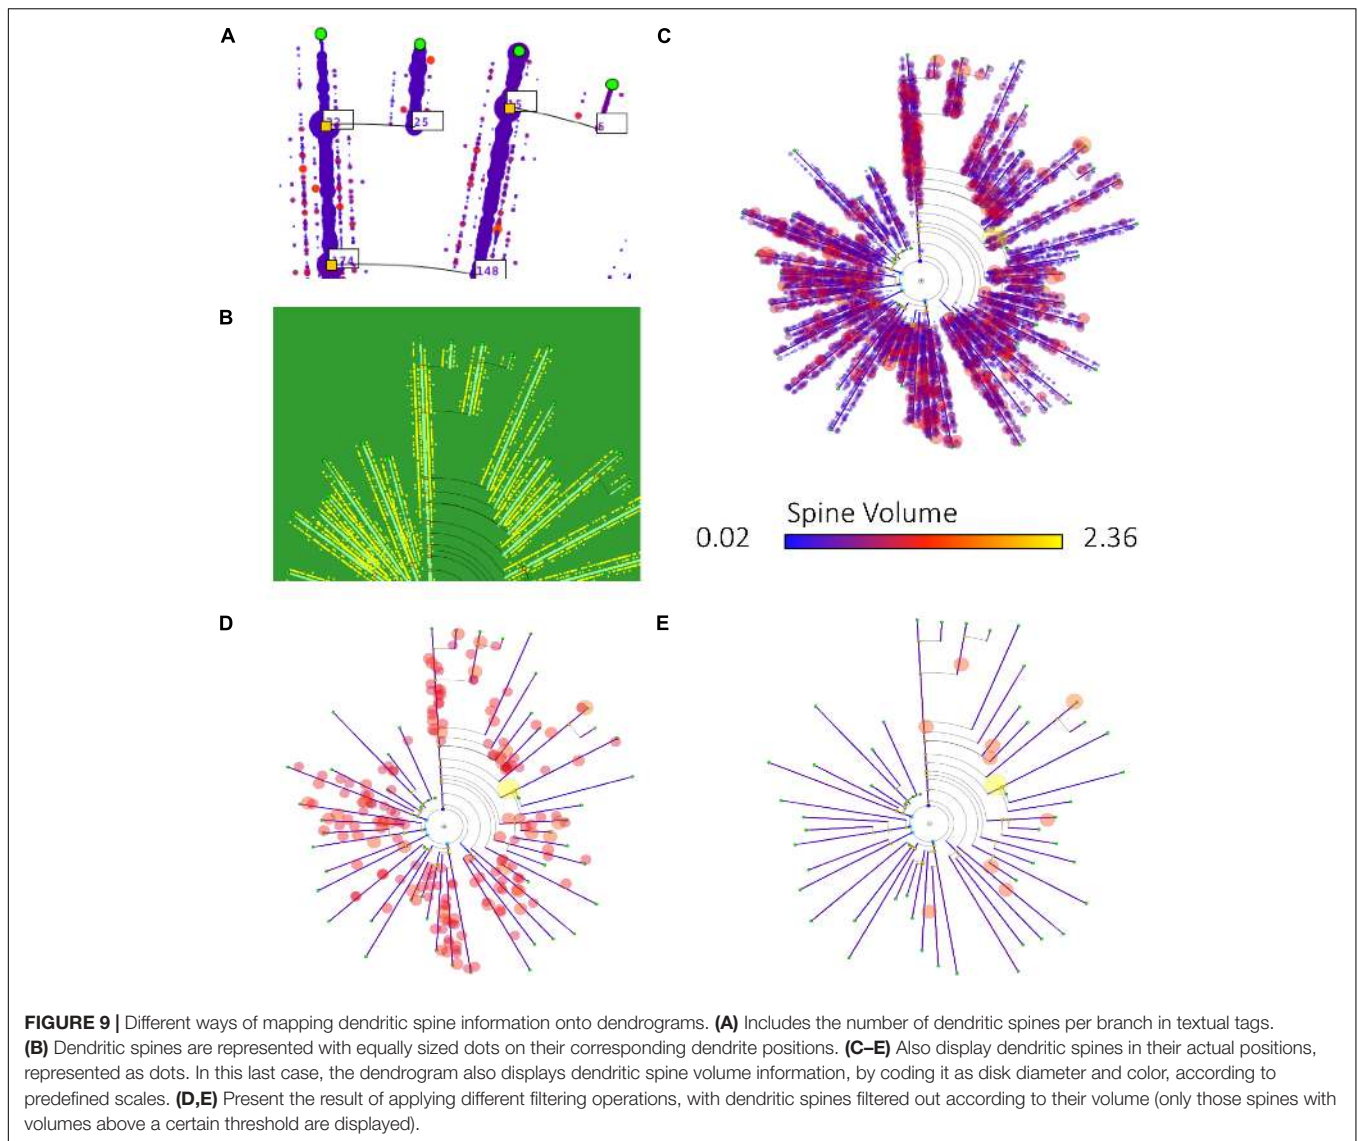 A
22
25
5
6
174
148
B
C
Spine Volume
0.02
2.36
D
E
FIGURE 9 | Different ways of mapping dendritic spine information onto dendrograms. (A) Includes the number of dendritic spines per branch in textual tags.
(B) Dendritic spines are represented with equally sized dots on their corresponding dendrite positions. (C–E) Also display dendritic spines in their actual positions,
represented as dots. In this last case, the dendrogram also displays dendritic spine volume information, by coding it as disk diameter and color, according to
predefined scales. (D,E) Present the result of applying different filtering operations, with dendritic spines filtered out according to their volume (only those spines with
volumes above a certain threshold are displayed).